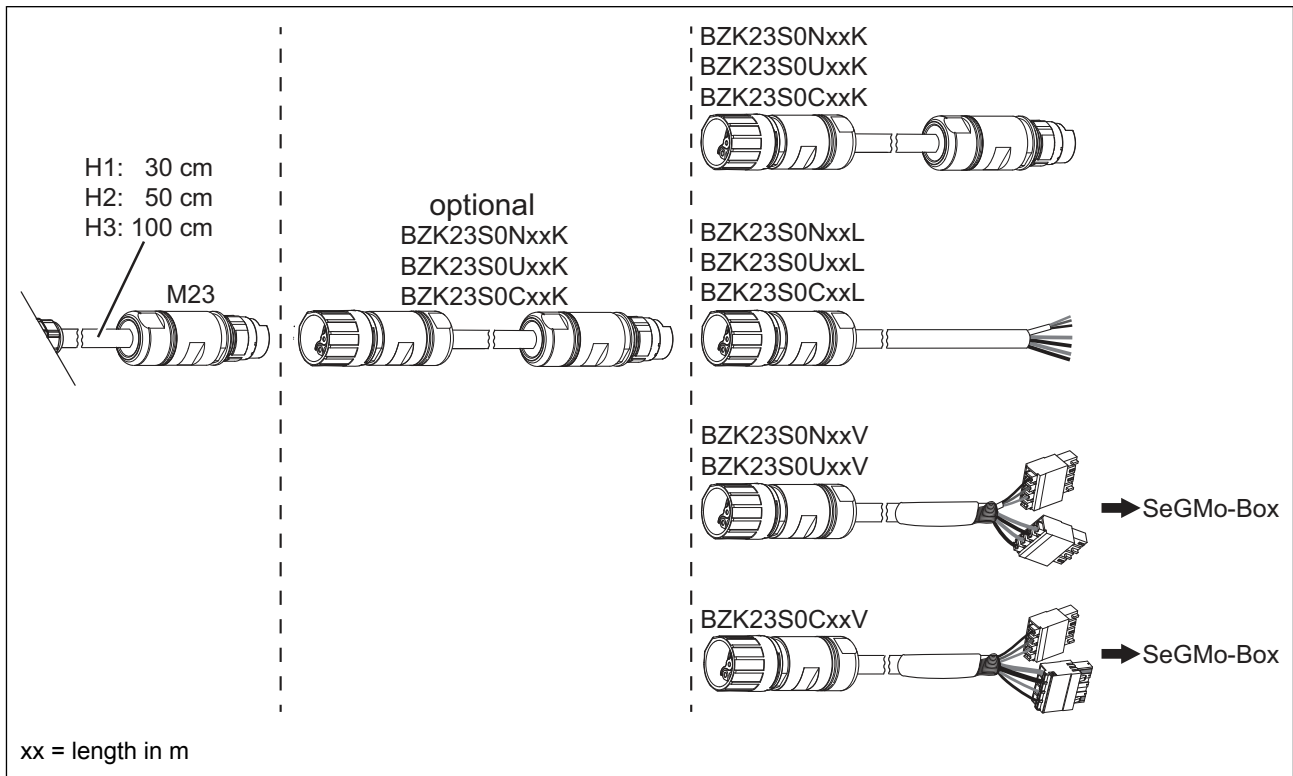 H1: 30 cm
H2: 50 cm
H3: 100 cm
M23
optional
BZK23S0NxxK
BZK23S0UxxK
BZK23S0CxxK
BZK23S0NxxK
BZK23S0UxxK
BZK23S0CxxK
BZK23S0NxxL
BZK23S0UxxL
BZK23S0CxxL
BZK23S0NxxV
BZK23S0UxxV
SeGMo-Box
BZK23S0CxxV
SeGMo-Box
xx = length in m